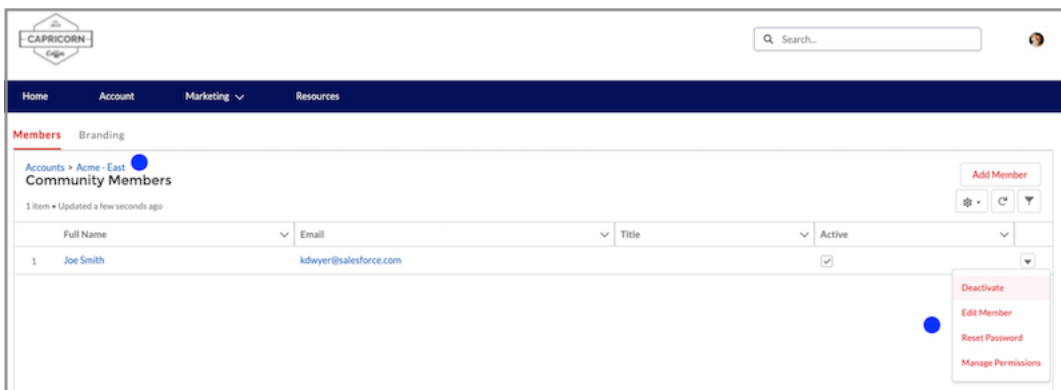 CAPRICORN
Coffee
Search...
Home Account Marketing Resources
Members Branding
Accounts > Acme - East
Community Members
Add Member
1 item • Updated a few seconds ago
Full Name Email Title Active
1 Joe Smith kdwyer@salesforce.com
Deactivate
Edit Member
Reset Password
Manage Permissions